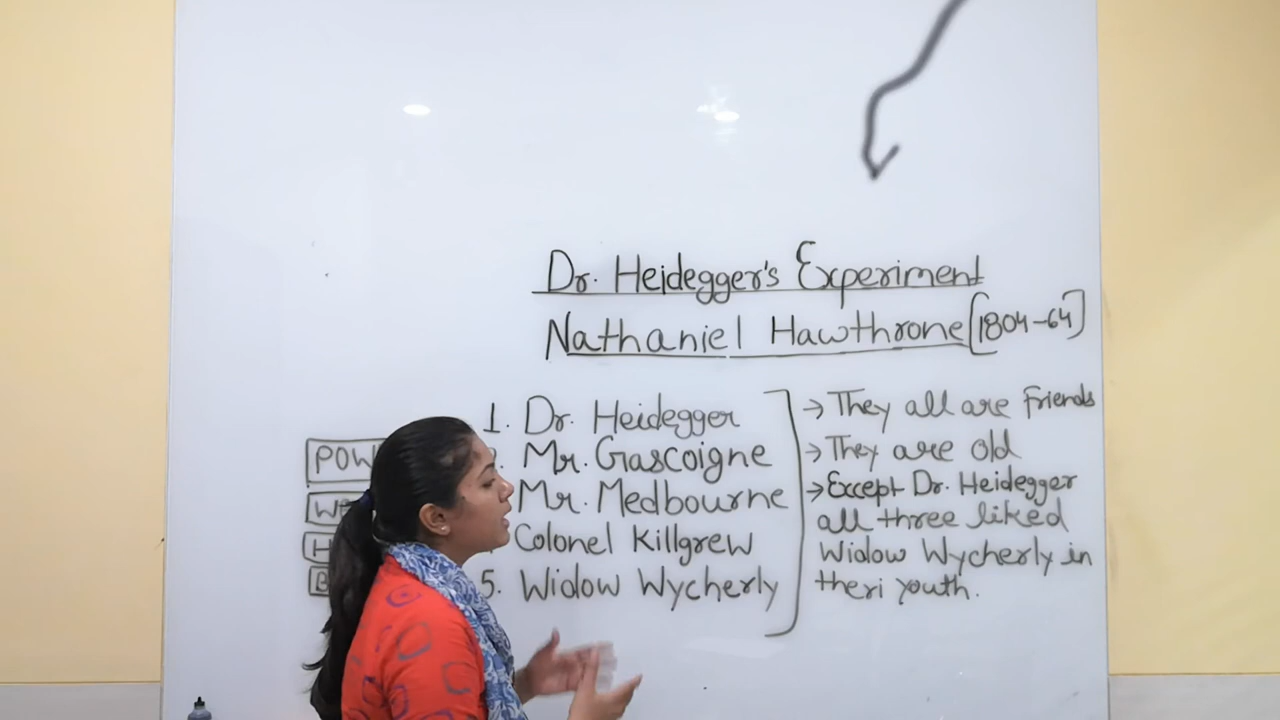 Dr. Heidegger's Experiment
Nathaniel Hawthrone [1804-64]
1. Dr. Heidegger
Mr. Gascoigne
Mr. Medbourne
Colonel Killgrew
5. Widow Wycherly
→ They all are friends
→ They are old
→ Except Dr. Heidegger
all three liked
Widow Wycherly in
theri youth.